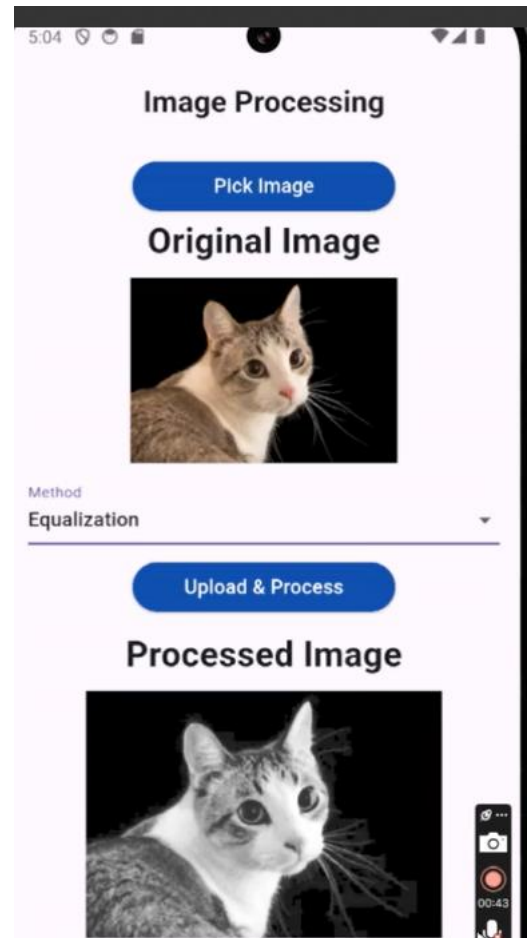 5:04
Image Processing
Pick Image
Original Image
Method
Equalization
Upload & Process
Processed Image
00:43